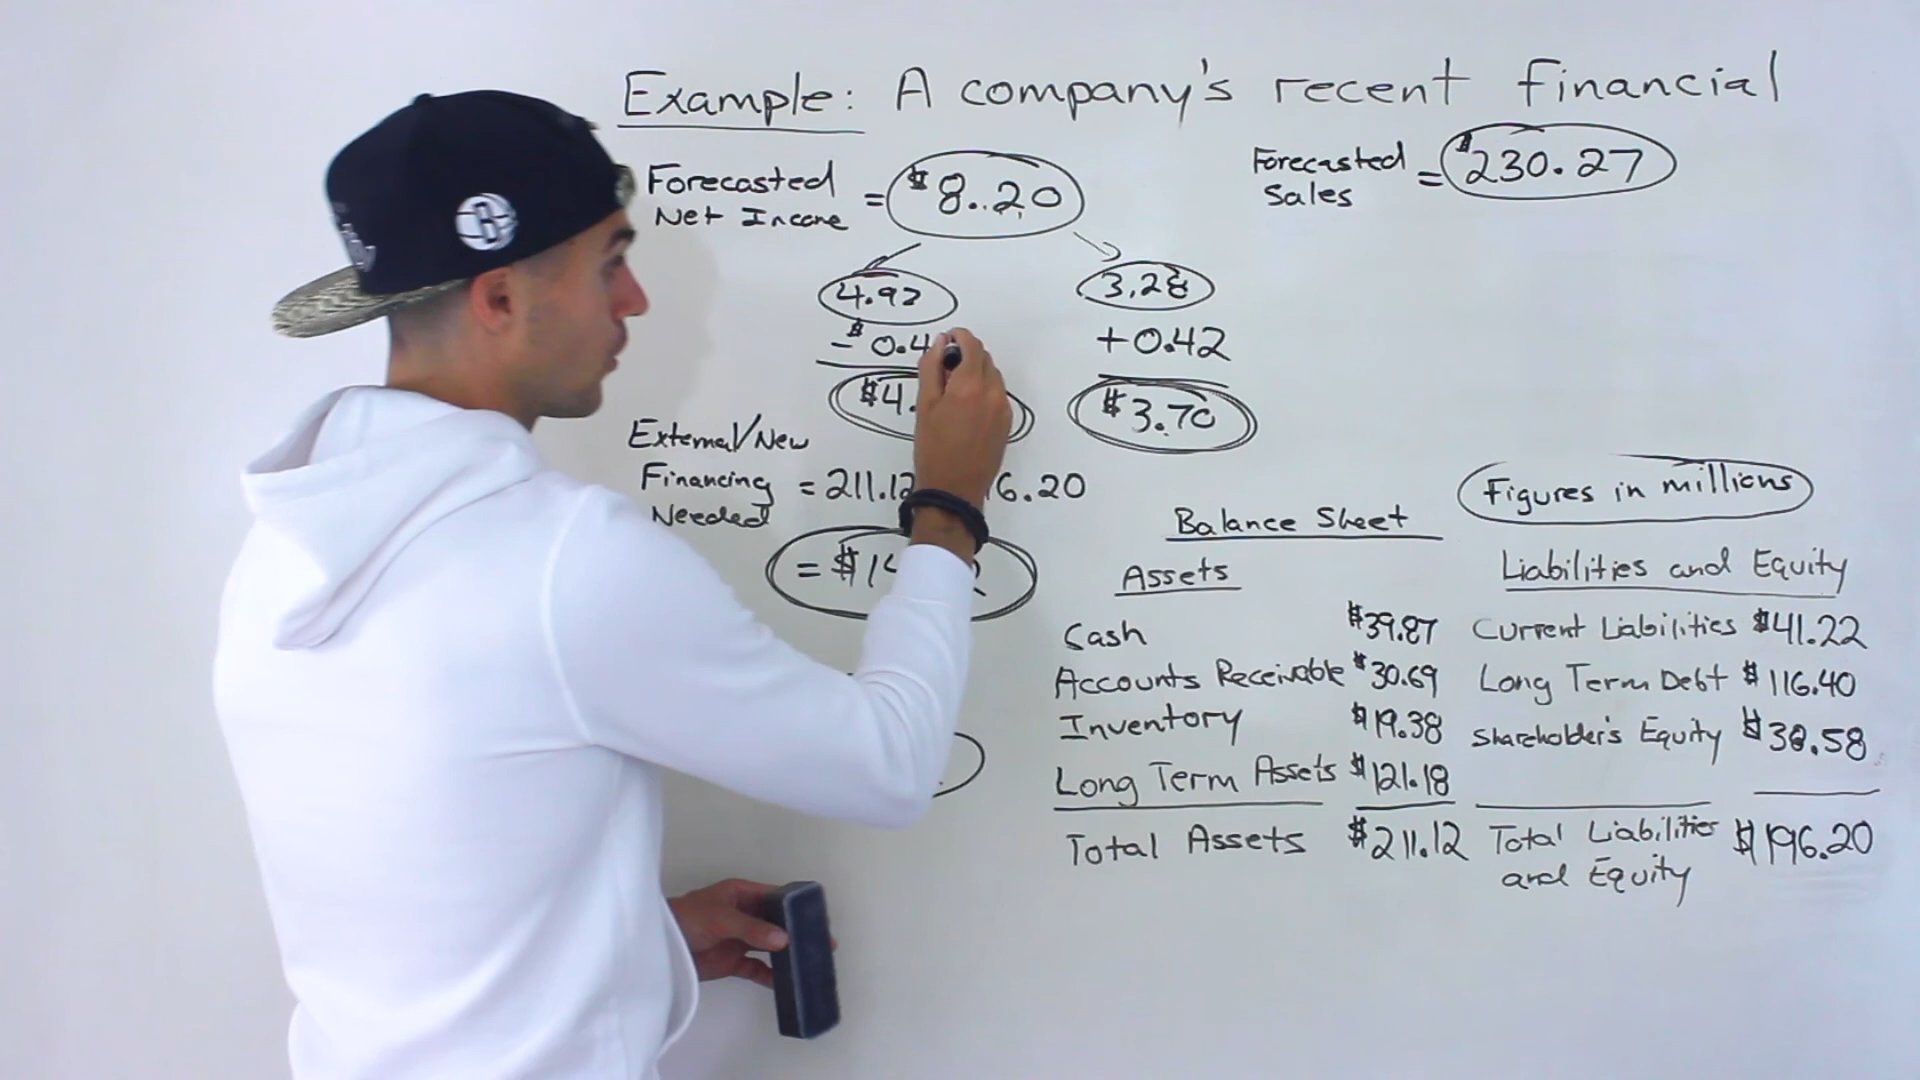 Example: A company's recent financial
Forecasted
Net Income
= $8.20
Forecasted
Sales
= $230.27
4.92
3.28
- $0.4
+0.42
$4.
$3.70
External/New
Financing
Needed
= 211.12
6.20
= $14
Figures in millions
Balance Sheet
Assets
Liabilities and Equity
Cash $39.87 Current Liabilities $41.22
Accounts Receivable $30.69 Long Term Debt $116.40
Inventory $19.38 Shareholder's Equity $38.58
Long Term Assets $121.18
Total Assets $211.12 Total Liabilities
and Equity $196.20
B